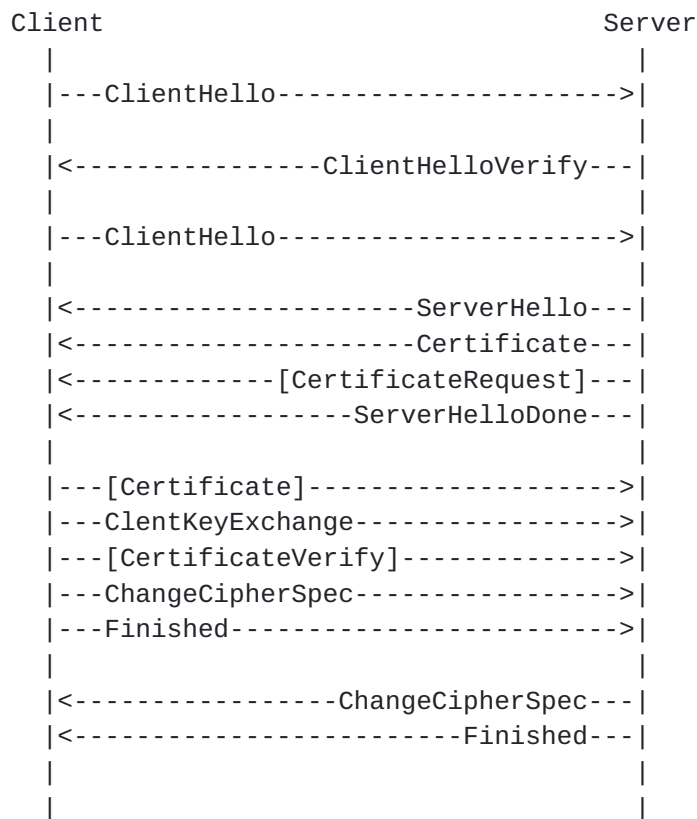 Client                                 Server
  |                                      |
  |---ClientHello---------------------->|
  |                                      |
  |<----------------ClientHelloVerify---|
  |                                      |
  |---ClientHello---------------------->|
  |                                      |
  |<----------------------ServerHello---|
  |<----------------------Certificate---|
  |<-------------[CertificateRequest]---|
  |<------------------ServerHelloDone---|
  |                                      |
  |---[Certificate]-------------------->|
  |---ClentKeyExchange----------------->|
  |---[CertificateVerify]-------------->|
  |---ChangeCipherSpec----------------->|
  |---Finished------------------------->|
  |                                      |
  |<-----------------ChangeCipherSpec---|
  |<-------------------------Finished---|
  |                                      |
  |                                      |